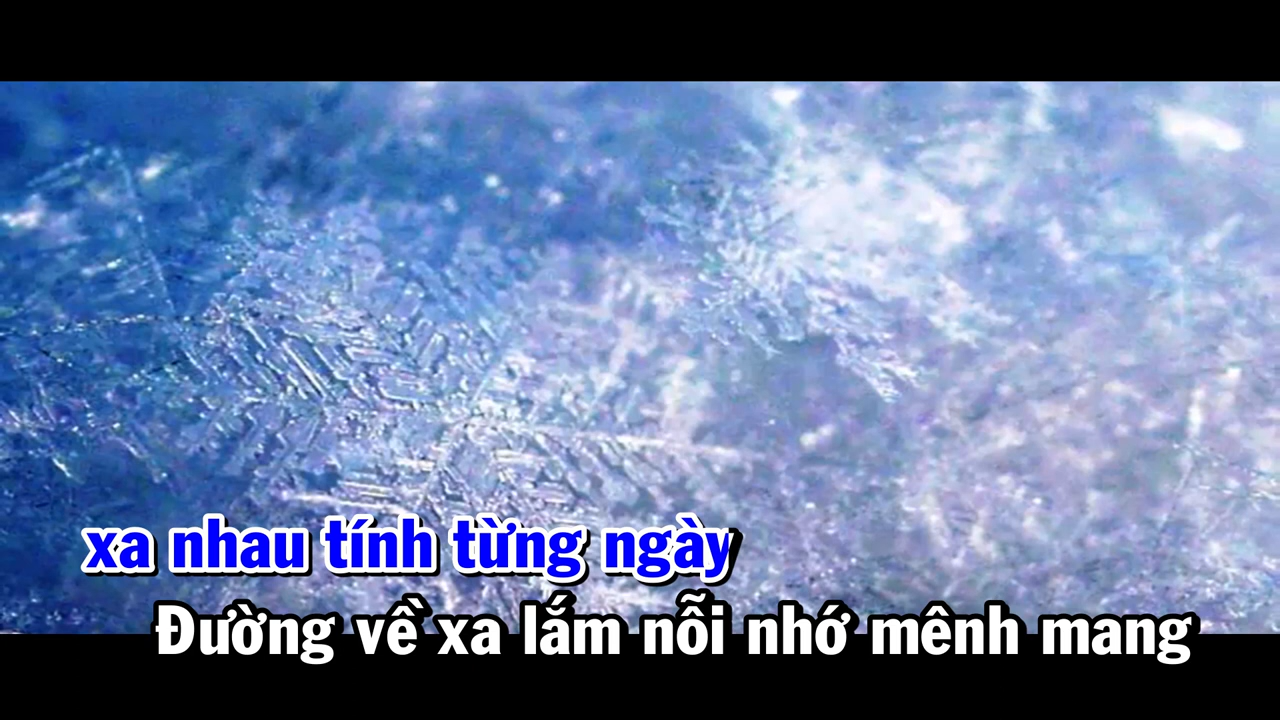 xa nhau tính từng ngày
Đường về xa lắm nỗi nhớ mênh mang